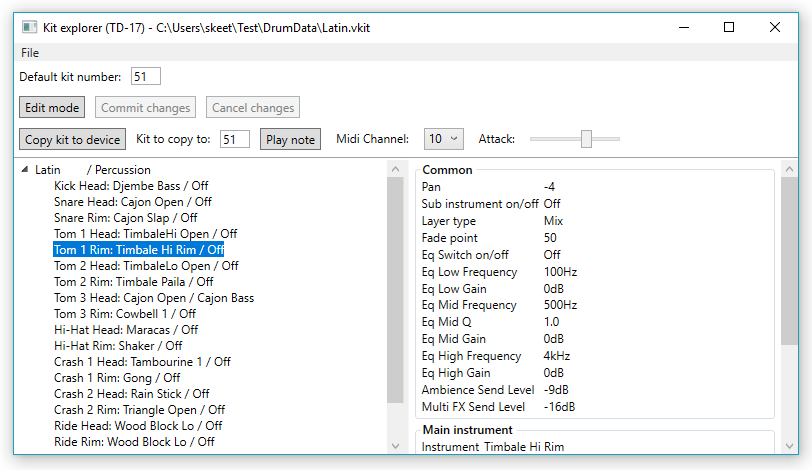 Kit explorer (TD-17) - C:\Users\skeet\Test\DrumData\Latin.vkit
File
Default kit number: 51
Edit mode Commit changes Cancel changes
Copy kit to device Kit to copy to: 51 Play note Midi Channel: 10 Attack:
Latin / Percussion
Kick Head: Djembe Bass / Off
Snare Head: Cajon Open / Off
Snare Rim: Cajon Slap / Off
Tom 1 Head: TimbaleHi Open / Off
Tom 1 Rim: Timbale Hi Rim / Off
Tom 2 Head: TimbaleLo Open / Off
Tom 2 Rim: Timbale Paila / Off
Tom 3 Head: Cajon Open / Cajon Bass
Tom 3 Rim: Cowbell 1 / Off
Hi-Hat Head: Maracas / Off
Hi-Hat Rim: Shaker / Off
Crash 1 Head: Tambourine 1 / Off
Crash 1 Rim: Gong / Off
Crash 2 Head: Rain Stick / Off
Crash 2 Rim: Triangle Open / Off
Ride Head: Wood Block Lo / Off
Ride Rim: Wood Block Lo / Off
Common
Pan -4
Sub instrument on/off Off
Layer type Mix
Fade point 50
Eq Switch on/off Off
Eq Low Frequency 100Hz
Eq Low Gain 0dB
Eq Mid Frequency 500Hz
Eq Mid Q 1.0
Eq Mid Gain 0dB
Eq High Frequency 4kHz
Eq High Gain 0dB
Ambience Send Level -9dB
Multi FX Send Level -16dB
Main instrument
Instrument Timbale Hi Rim